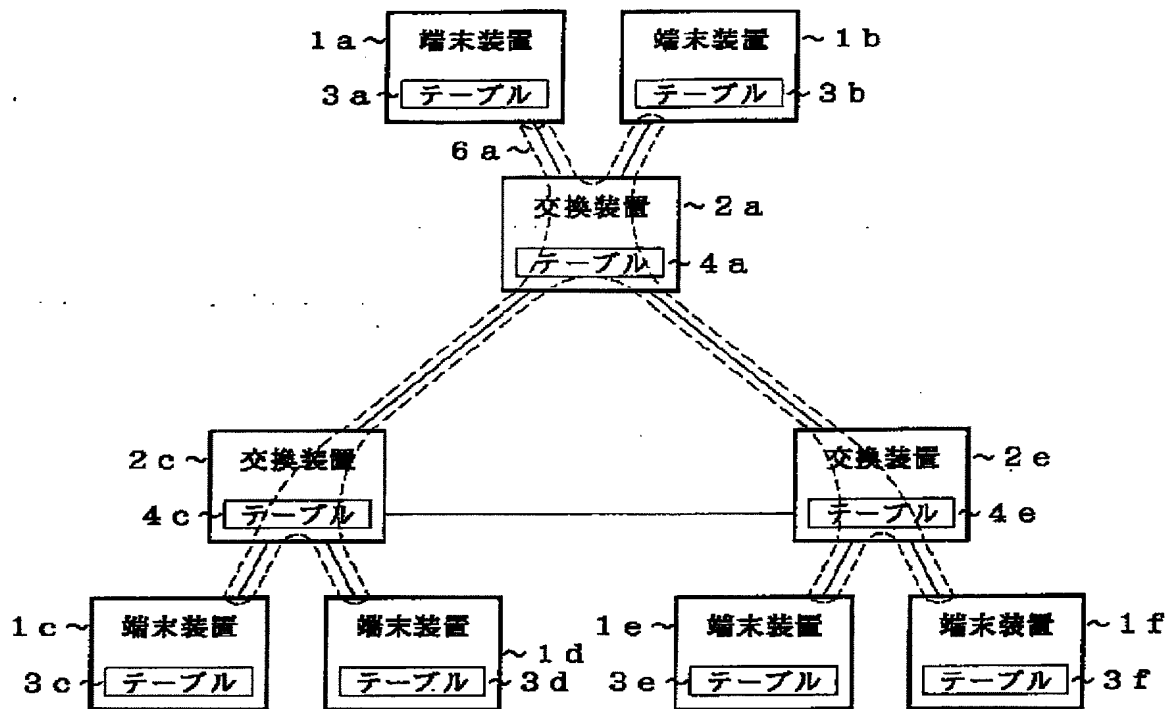 1a～ 端末装置 端末装置 ～1b
3a～ テーブル テーブル ～3b
6a～
交換装置 ～2a
テーブル ～4a
2c～ 交換装置 交換装置 ～2e
4c～ テーブル テーブル ～4e
1c～ 端末装置 端末装置 ～1d 1e～ 端末装置 端末装置 ～1f
3c～ テーブル テーブル ～3d 3e～ テーブル テーブル ～3f